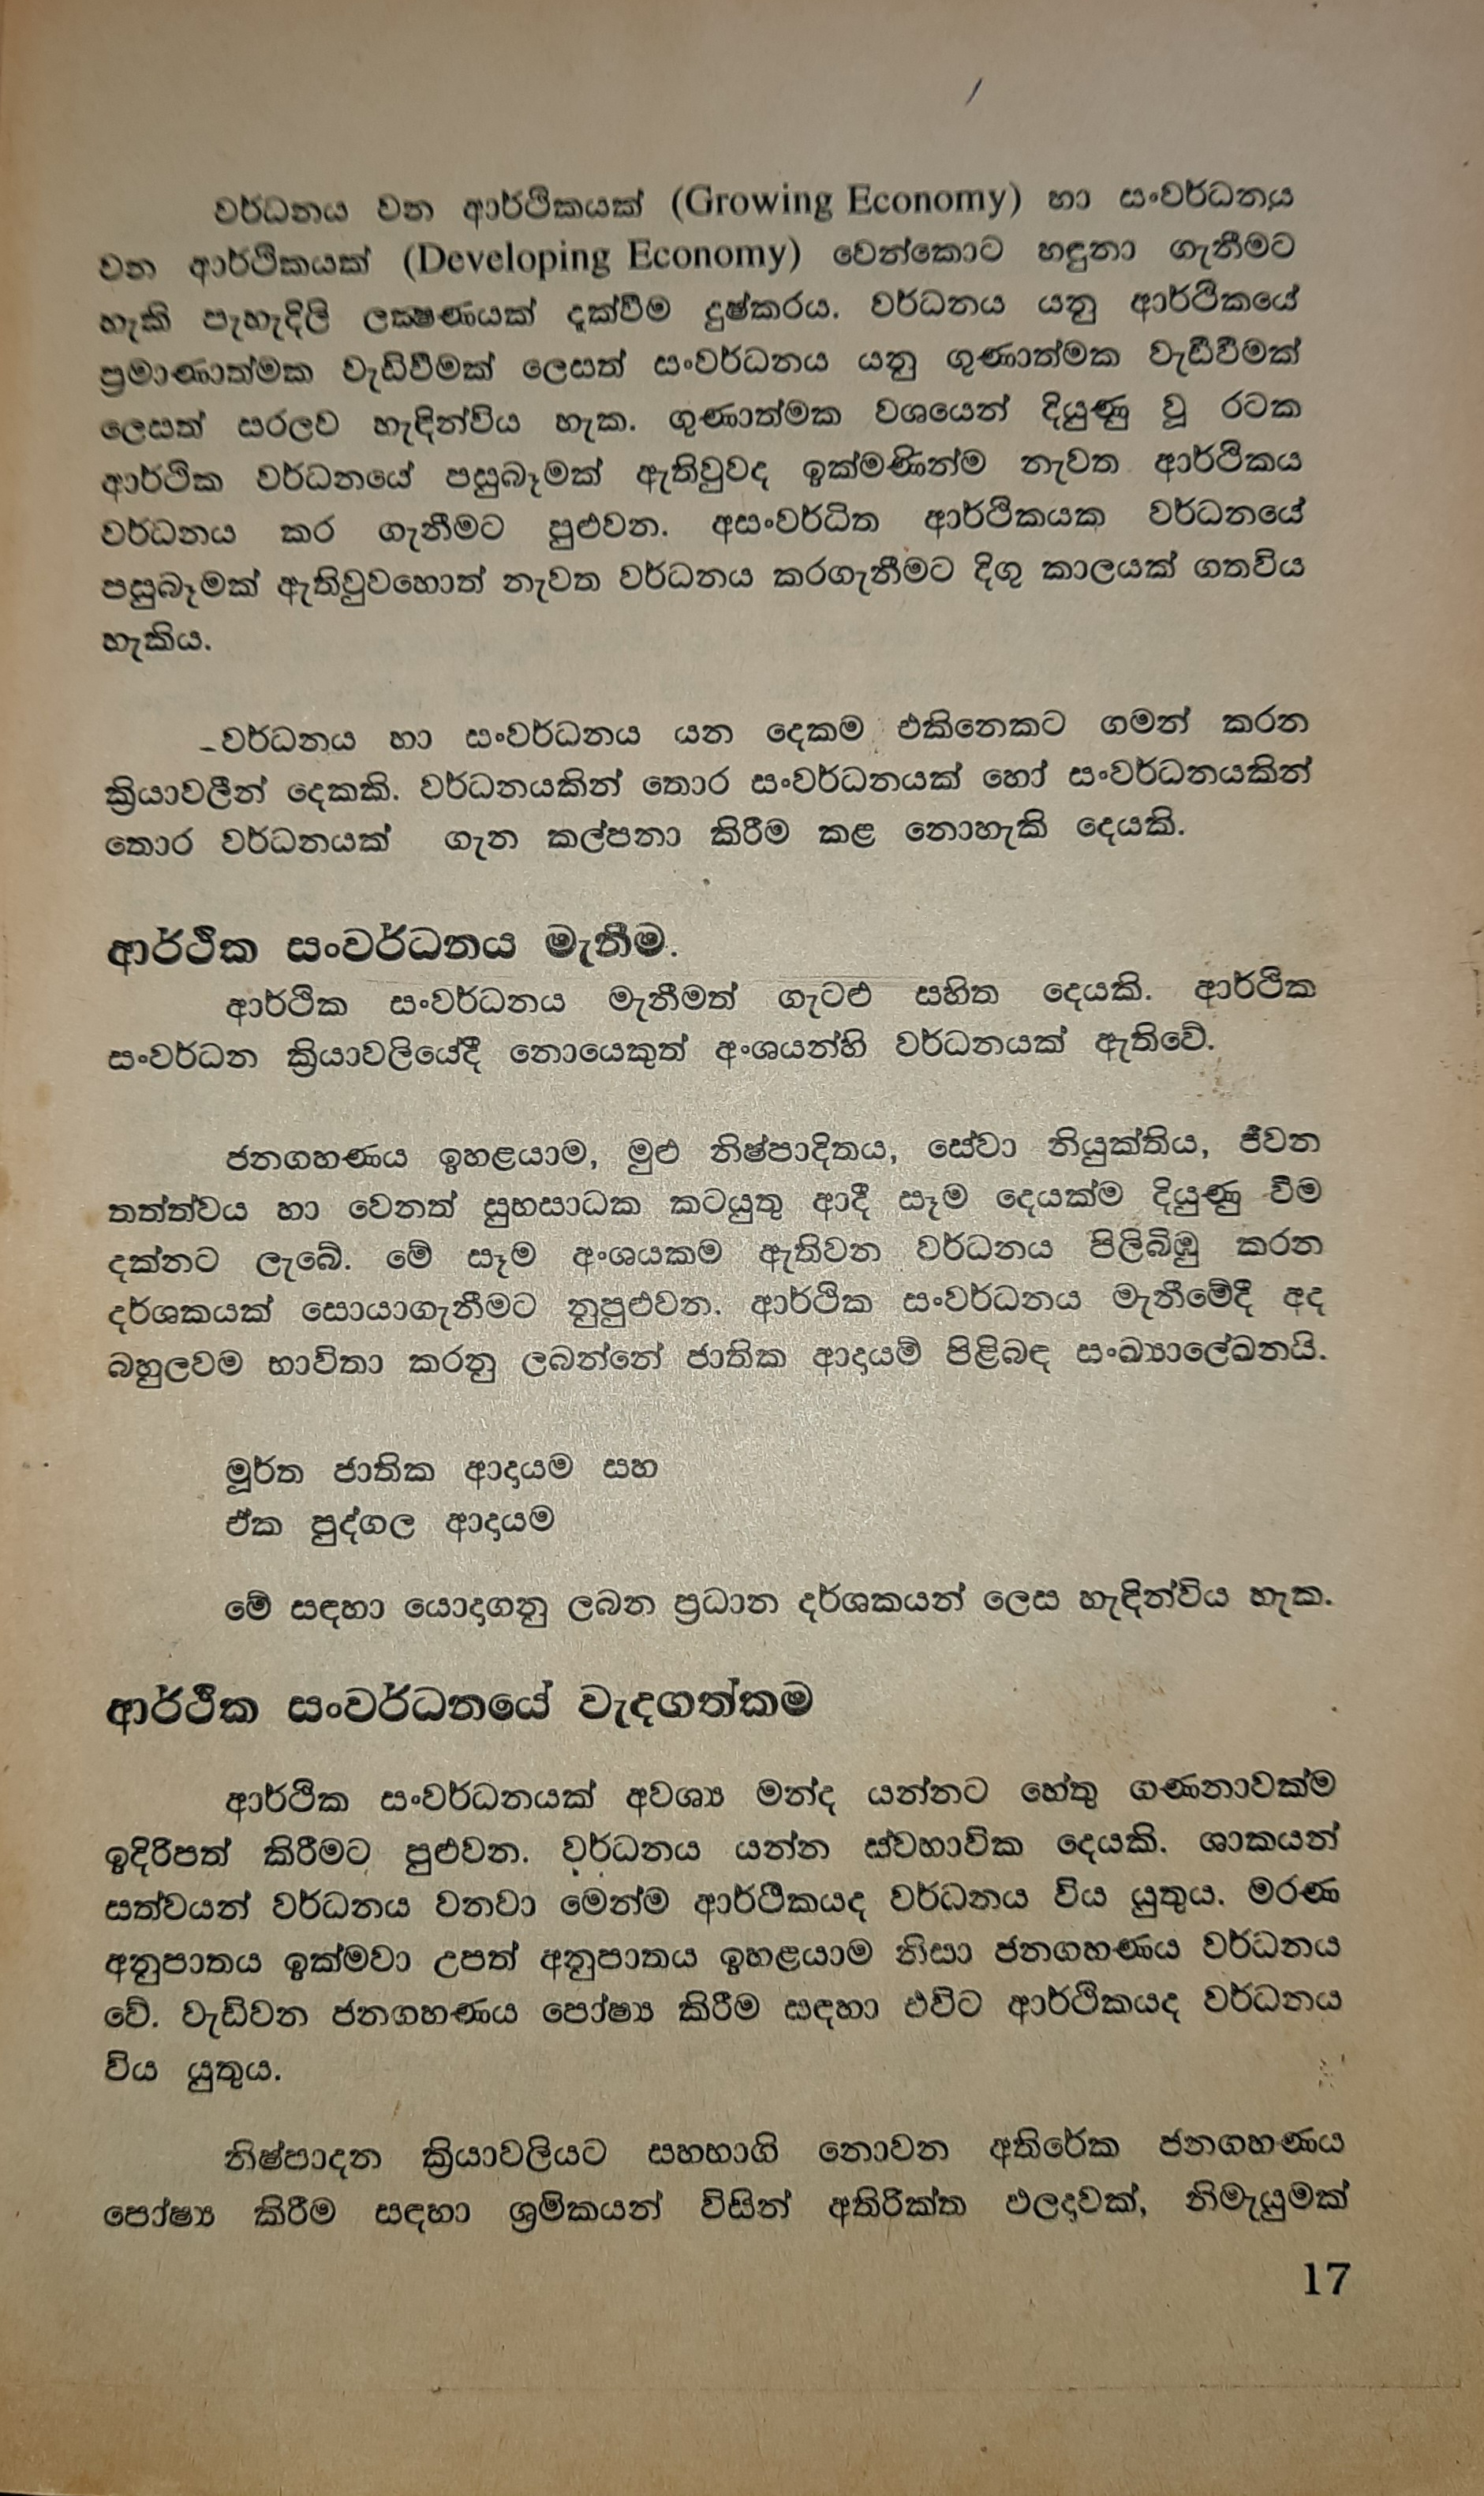 වර්ධනය වන ආර්ථිකයක් (Growing Economy) හා සංවර්ධනය
වන ආර්ථිකයක් (Developing Economy) වෙන්කොට හඳුනා ගැනීමට
හැකි පැහැදිලි ලක්‍ෂණයක් දැක්වීම දුෂ්කරය. වර්ධනය යනු ආර්ථිකයේ
ප්‍රමාණාත්මක වැඩිවීමක් ලෙසත් සංවර්ධනය යනු ගුණාත්මක වැඩිවීමක්
ලෙසත් සරලව හැඳින්විය හැක. ගුණාත්මක වශයෙන් දියුණු වූ රටක
ආර්ථික වර්ධනයේ පසුබෑමක් ඇතිවුවද ඉක්මණින්ම නැවත ආර්ථිකය
වර්ධනය කර ගැනීමට පුළුවන. අසංවර්ධිත ආර්ථිකයක වර්ධනයේ
පසුබෑමක් ඇතිවුවහොත් නැවත වර්ධනය කරගැනීමට දිගු කාලයක් ගතවිය
හැකිය.
වර්ධනය හා සංවර්ධනය යන දෙකම එකිනෙකට ගමන් කරන
ක්‍රියාවලීන් දෙකකි. වර්ධනයකින් තොර සංවර්ධනයක් හෝ සංවර්ධනයකින්
තොර වර්ධනයක් ගැන කල්පනා කිරීම කළ නොහැකි දෙයකි.
ආර්ථික සංවර්ධනය මැනීම.
ආර්ථික සංවර්ධනය මැනීමත් ගැටළු සහිත දෙයකි. ආර්ථික
සංවර්ධන ක්‍රියාවලියේදී නොයෙකුත් අංශයන්හි වර්ධනයක් ඇතිවේ.
ජනගහණය ඉහළයාම, මුළු නිෂ්පාදිතය, සේවා නියුක්තිය, ජීවන
තත්ත්වය හා වෙනත් සුභසාධක කටයුතු ආදී සෑම දෙයක්ම දියුණු වීම
දක්නට ලැබේ. මේ සෑම අංශයකම ඇතිවන වර්ධනය පිලිබිඹු කරන
දර්ශකයක් සොයාගැනීමට නුපුළුවන. ආර්ථික සංවර්ධනය මැනීමේදී අද
බහුලවම භාවිතා කරනු ලබන්නේ ජාතික ආදායම් පිළිබඳ සංඛ්‍යාලේඛනයි.
මූර්ත ජාතික ආදායම සහ
ඒක පුද්ගල ආදායම
මේ සඳහා යොදාගනු ලබන ප්‍රධාන දර්ශකයන් ලෙස හැඳින්විය හැක.
ආර්ථික සංවර්ධනයේ වැදගත්කම
ආර්ථික සංවර්ධනයක් අවශ්‍ය මන්ද යන්නට හේතු ගණනාවක්ම
ඉදිරිපත් කිරීමට පුළුවන. වර්ධනය යන්න ස්වභාවික දෙයකි. ශාකයන්
සත්වයන් වර්ධනය වනවා මෙන්ම ආර්ථිකයද වර්ධනය විය යුතුය. මරණ
අනුපාතය ඉක්මවා උපත් අනුපාතය ඉහළයාම නිසා ජනගහණය වර්ධනය
වේ. වැඩිවන ජනගහණය පෝෂ්‍ය කිරීම සඳහා එවිට ආර්ථිකයද වර්ධනය
විය යුතුය.
නිෂ්පාදන ක්‍රියාවලියට සහභාගි නොවන අතිරේක ජනගහණය
පෝෂ්‍ය කිරීම සඳහා ශ්‍රමිකයන් විසින් අතිරික්ත ඵලදාවක්, නිමැයුමක්
17